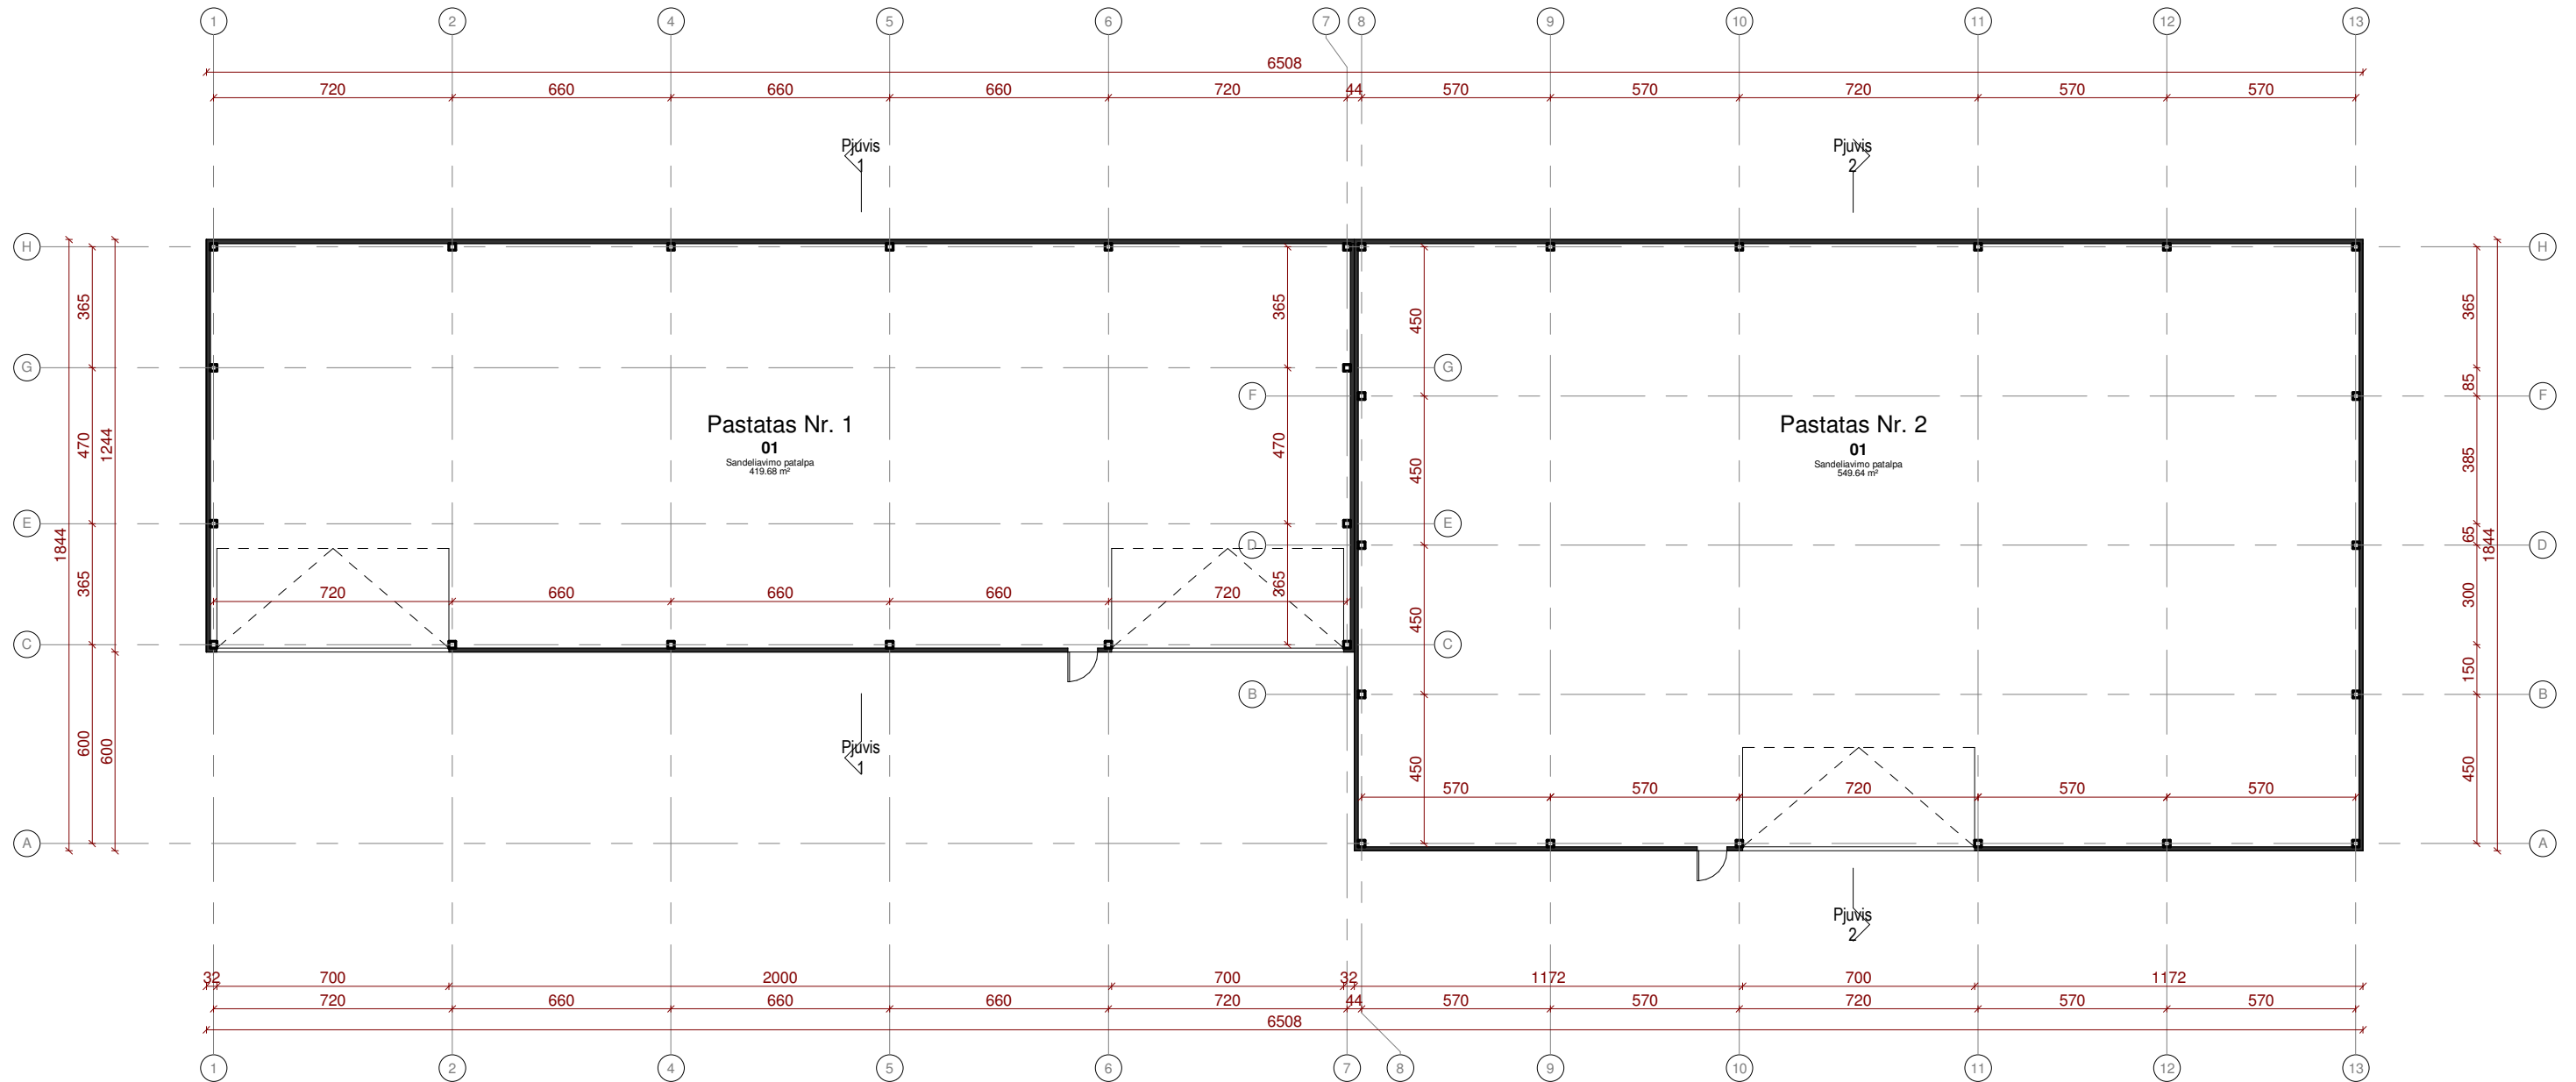 1 2 4 5 6 7 8 9 10 11 12 13
6508
720 660 660 660 720 44 570 570 720 570 570
Pjuvis
1
Pjuvis
2
H H
365 365 450 365
G G
F 85 F
Pastatas Nr. 1
01
Sandeliavimo patalpa
419.68 m²
Pastatas Nr. 2
01
Sandeliavimo patalpa
549.64 m²
470 1244 470 450 385
E E
1844 D 65 1844 D
365 365 450 300
720 660 660 660 720
C C
150
B B
600 600 450 450
Pjuvis
1
570 570 720 570 570
A A
Pjuvis
2
32 700 2000 700 32 1172 700 1172
720 660 660 660 720 44 570 570 720 570 570
6508
1 2 4 5 6 7 8 9 10 11 12 13